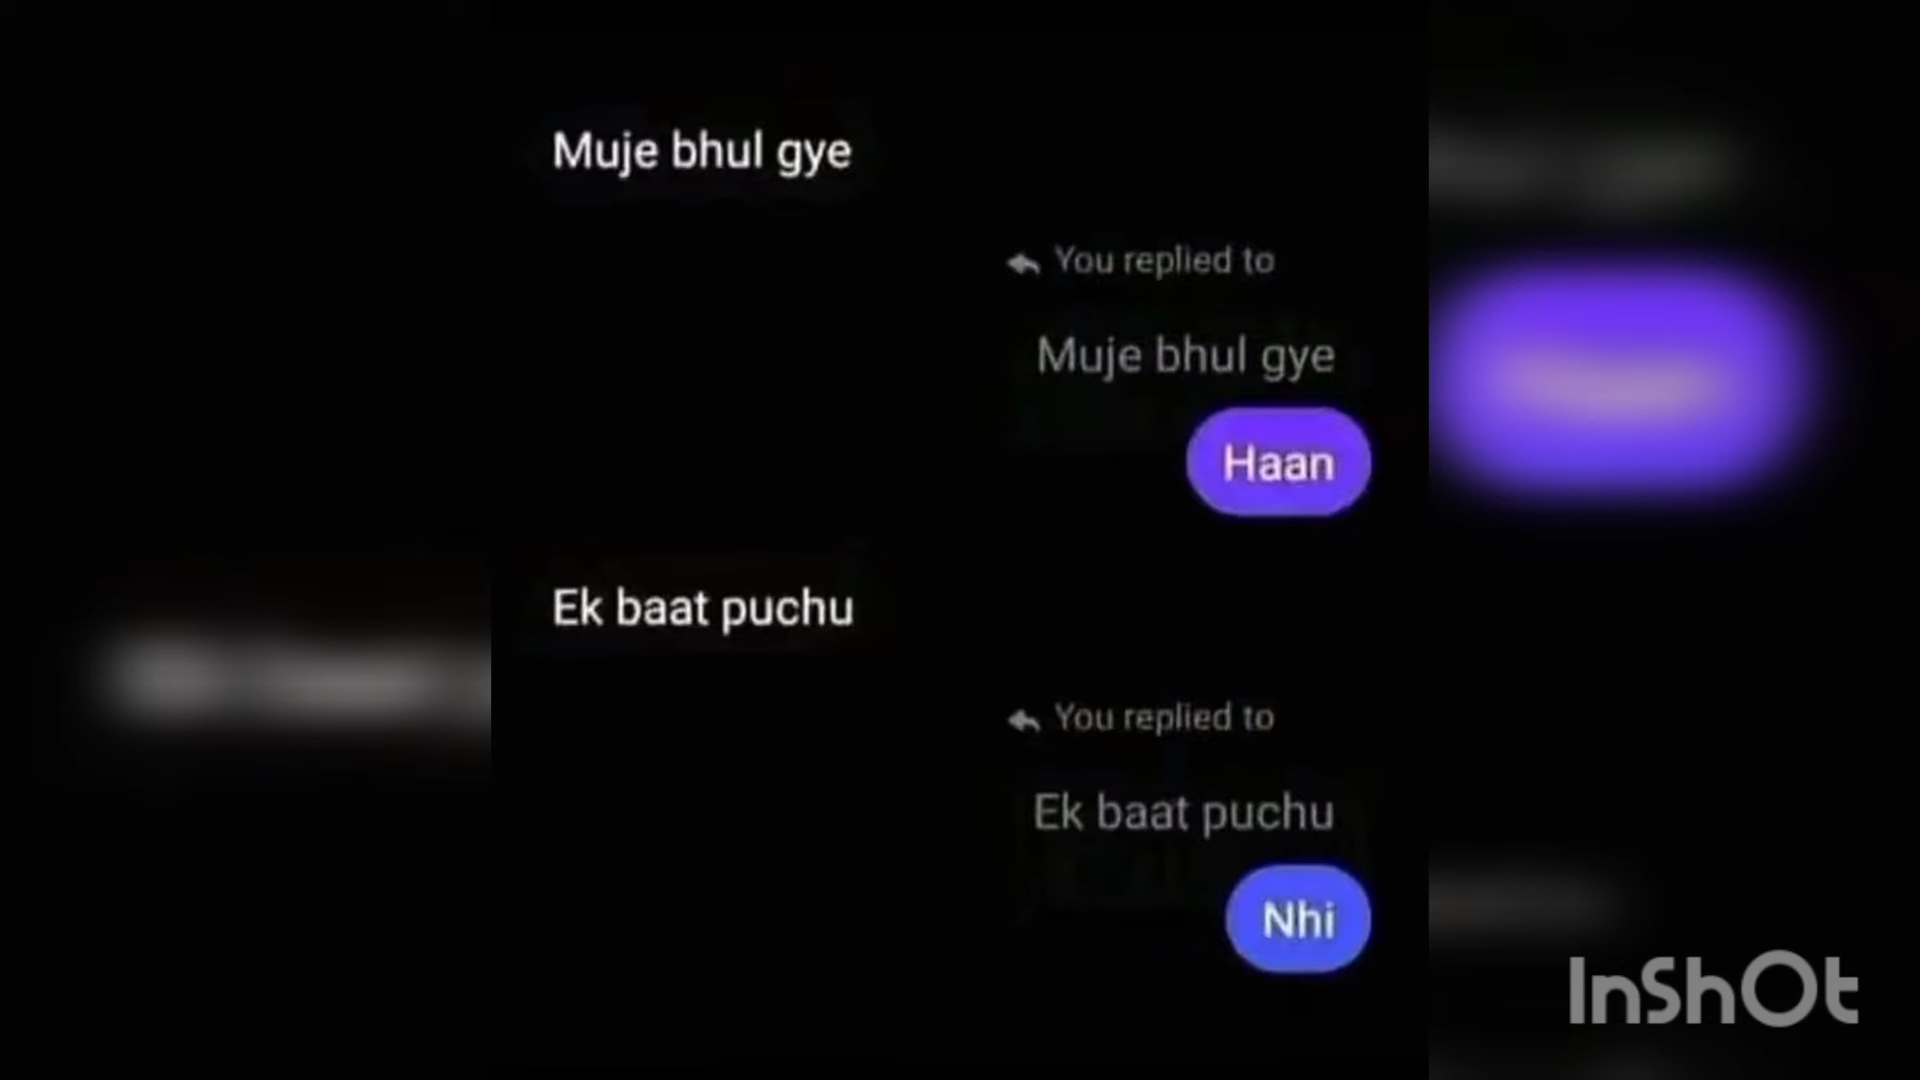 Muje bhul gye
You replied to
Muje bhul gye
Haan
Ek baat puchu
You replied to
Ek baat puchu
Nhi
InShOt